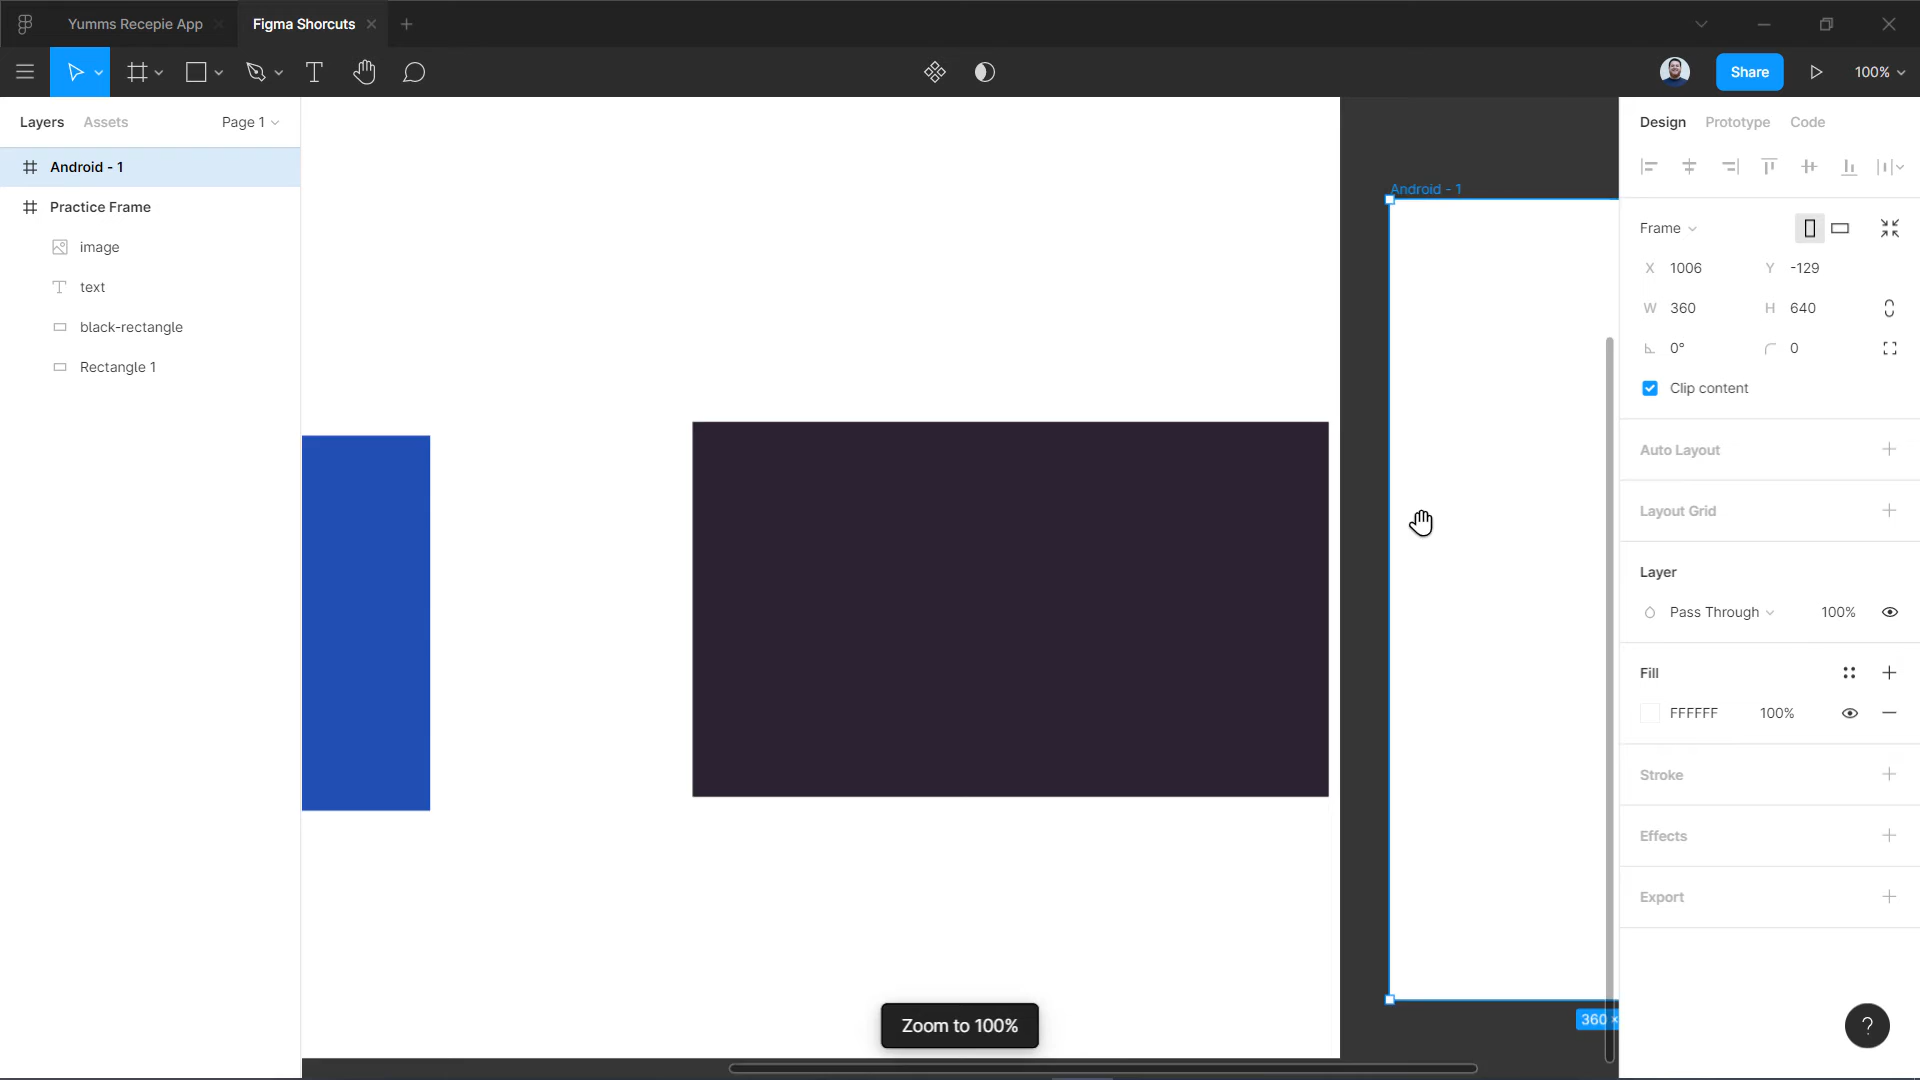 Yumms Recepie App
Figma Shorcuts
Share
100%
Layers
Assets
Page 1
Android - 1
Practice Frame
image
text
black-rectangle
Rectangle 1
Android - 1
360 ×
Zoom to 100%
Design
Prototype
Code
Frame
X 1006
Y -129
W 360
H 640
0°
0
Clip content
Auto Layout
Layout Grid
Layer
Pass Through
100%
Fill
FFFFFF
100%
Stroke
Effects
Export
?